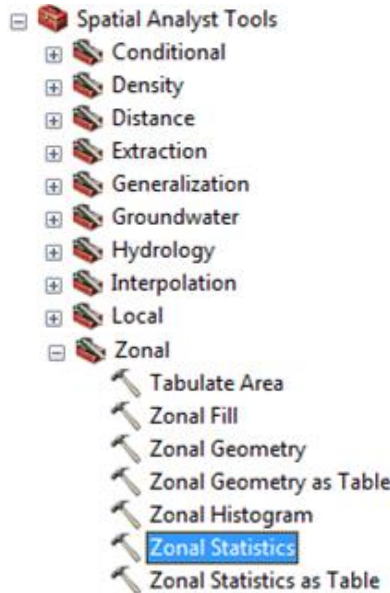 Spatial Analyst Tools
Conditional
Density
Distance
Extraction
Generalization
Groundwater
Hydrology
Interpolation
Local
Zonal
Tabulate Area
Zonal Fill
Zonal Geometry
Zonal Geometry as Table
Zonal Histogram
Zonal Statistics
Zonal Statistics as Table